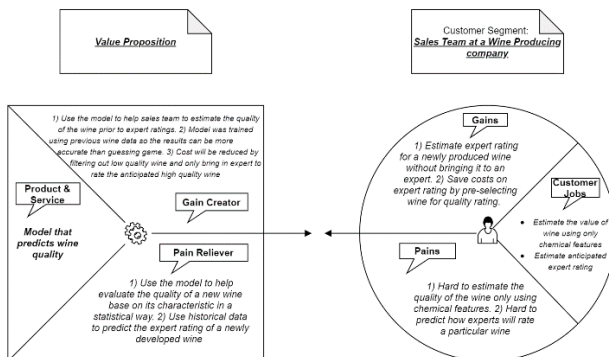 Value Proposition
Customer Segment:
Sales Team at a Wine Producing
company
1) Use the model to help sales team to estimate the quality
of the wine prior to expert ratings. 2) Model was trained
using previous wine data so the results can be more
accurate than guessing geme. 3) Cost will be reduced by
filtering out low quality wine and only bring in expert to
rate the anticipated high quality wine
Product &
Service
Model that
predicts wine
quality
Gain Creator
Pain Reliever
1) Use the model to help
evaluate the quality of a new wine
base on its characteristic in a
statistical way. 2) Use historical data
to predict the expert rating of a newly
developed wine
Gains
1) Estimate expert rating
for a newly produced wine
without bringing it to an
expert. 2) Save costs on
expert rating by pre-selecting
wine for quality rating.
Customer
Jobs
Estimate the value of
wine using only
chemical features
Estimate anticipated
expert rating
Pains
1) Hard to estimate the
quality of the wine only using
chemical features. 2) Hard to
predict how experts will rate
a particular wine